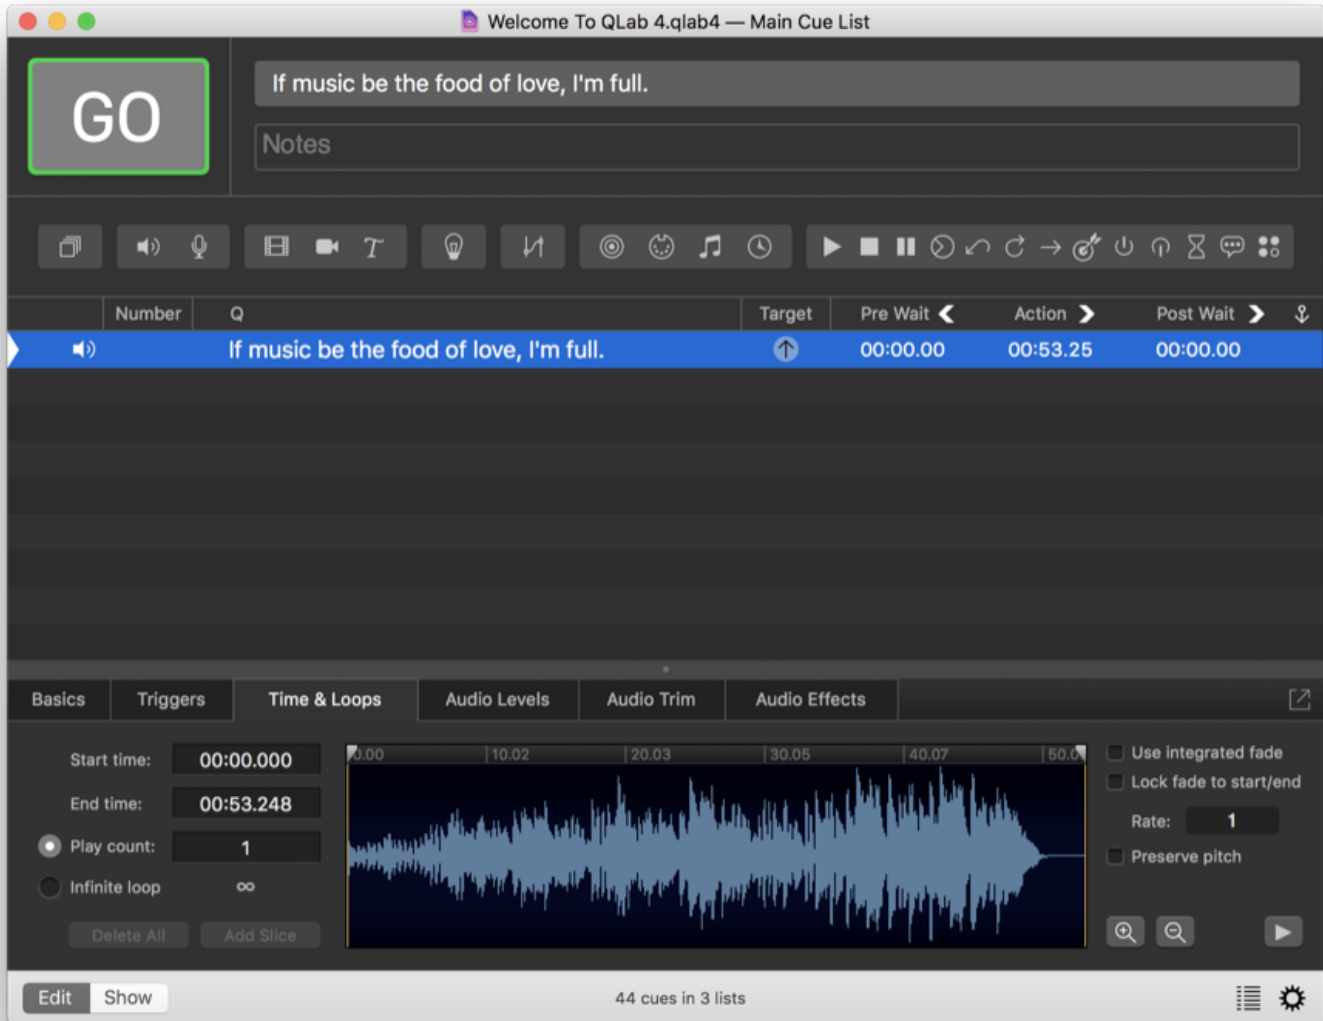 Welcome To QLab 4.qlab4 — Main Cue List
GO
If music be the food of love, I'm full.
Notes
Number Q Target Pre Wait Action Post Wait
If music be the food of love, I'm full. 00:00.00 00:53.25 00:00.00
Basics Triggers Time & Loops Audio Levels Audio Trim Audio Effects
Start time: 00:00.000
End time: 00:53.248
Play count: 1
Infinite loop ∞
Delete All Add Slice
0.00 10.02 20.03 30.05 40.07 50.0
Use integrated fade
Lock fade to start/end
Rate: 1
Preserve pitch
Edit Show 44 cues in 3 lists